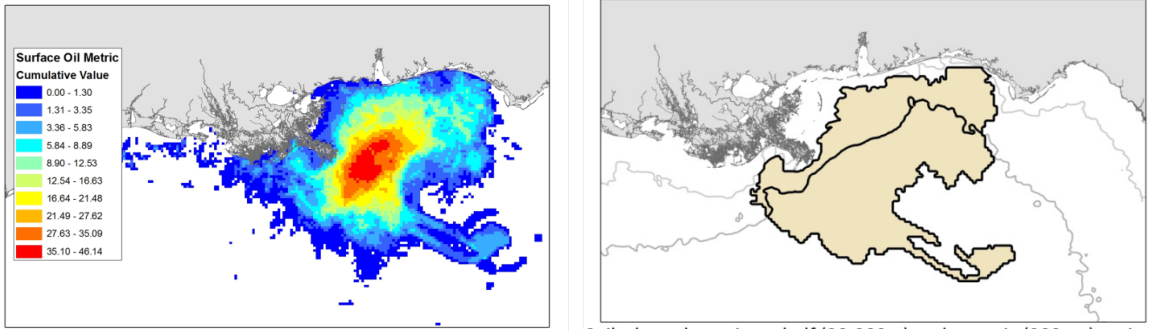 Surface Oil Metric
Cumulative Value
0.00 - 1.30
1.31 - 3.35
3.36 - 5.83
5.84 - 8.89
8.90 - 12.53
12.54 - 16.63
16.64 - 21.48
21.49 - 27.62
27.63 - 35.09
35.10 - 46.14